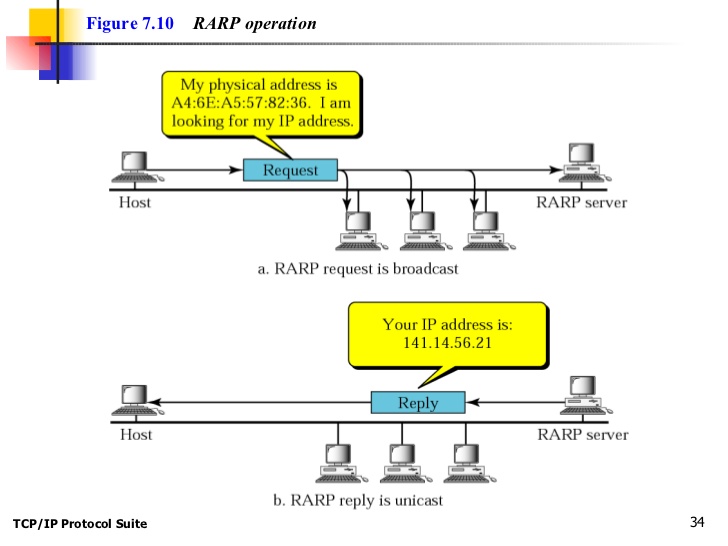 Figure 7.10 RARP operation
My physical address is
A4:6E:A5:57:82:36. I am
looking for my IP address.
Request
Host
RARP server
a. RARP request is broadcast
Your IP address is:
141.14.56.21
Reply
Host
RARP server
b. RARP reply is unicast
TCP/IP Protocol Suite
34